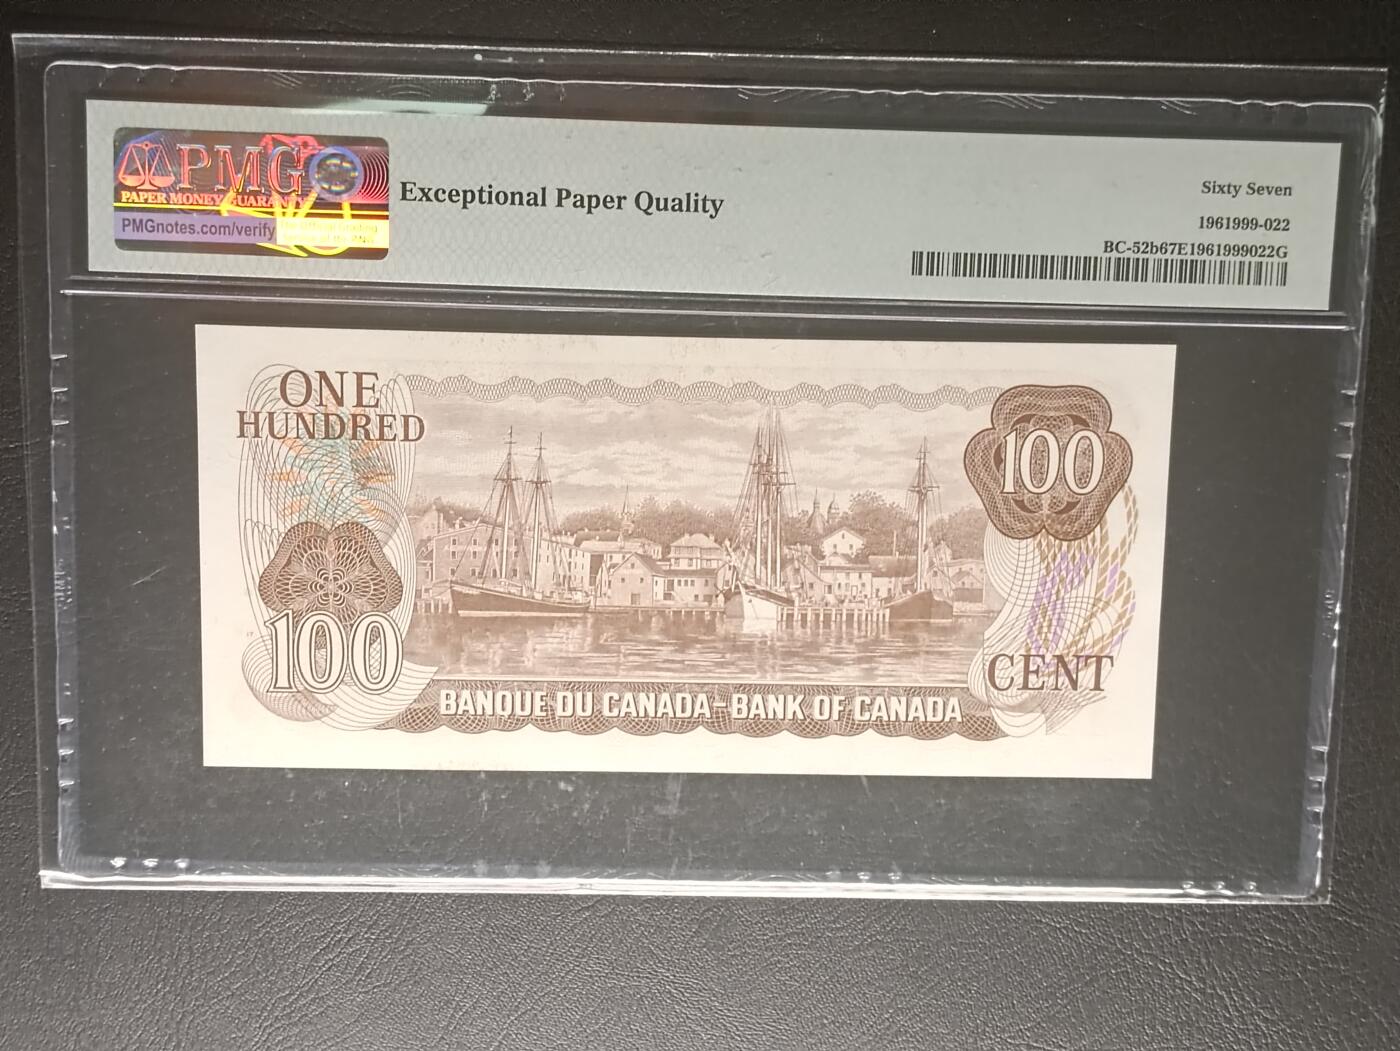 PMG
PAPER MONEY GUARANTY
PMGnotes.com/verify
Exceptional Paper Quality
Sixty Seven
1961999-022
BC-52b67E1961999022G
ONE
HUNDRED
100
100
CENT
BANQUE DU CANADA-BANK OF CANADA